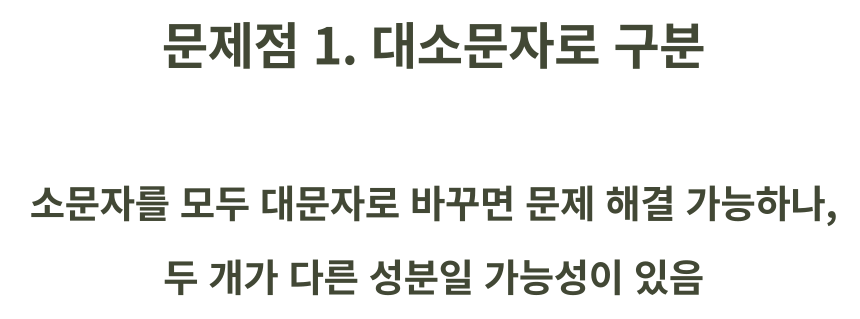 문제점 1. 대소문자로 구분
소문자를 모두 대문자로 바꾸면 문제 해결 가능하나,
두 개가 다른 성분일 가능성이 있음